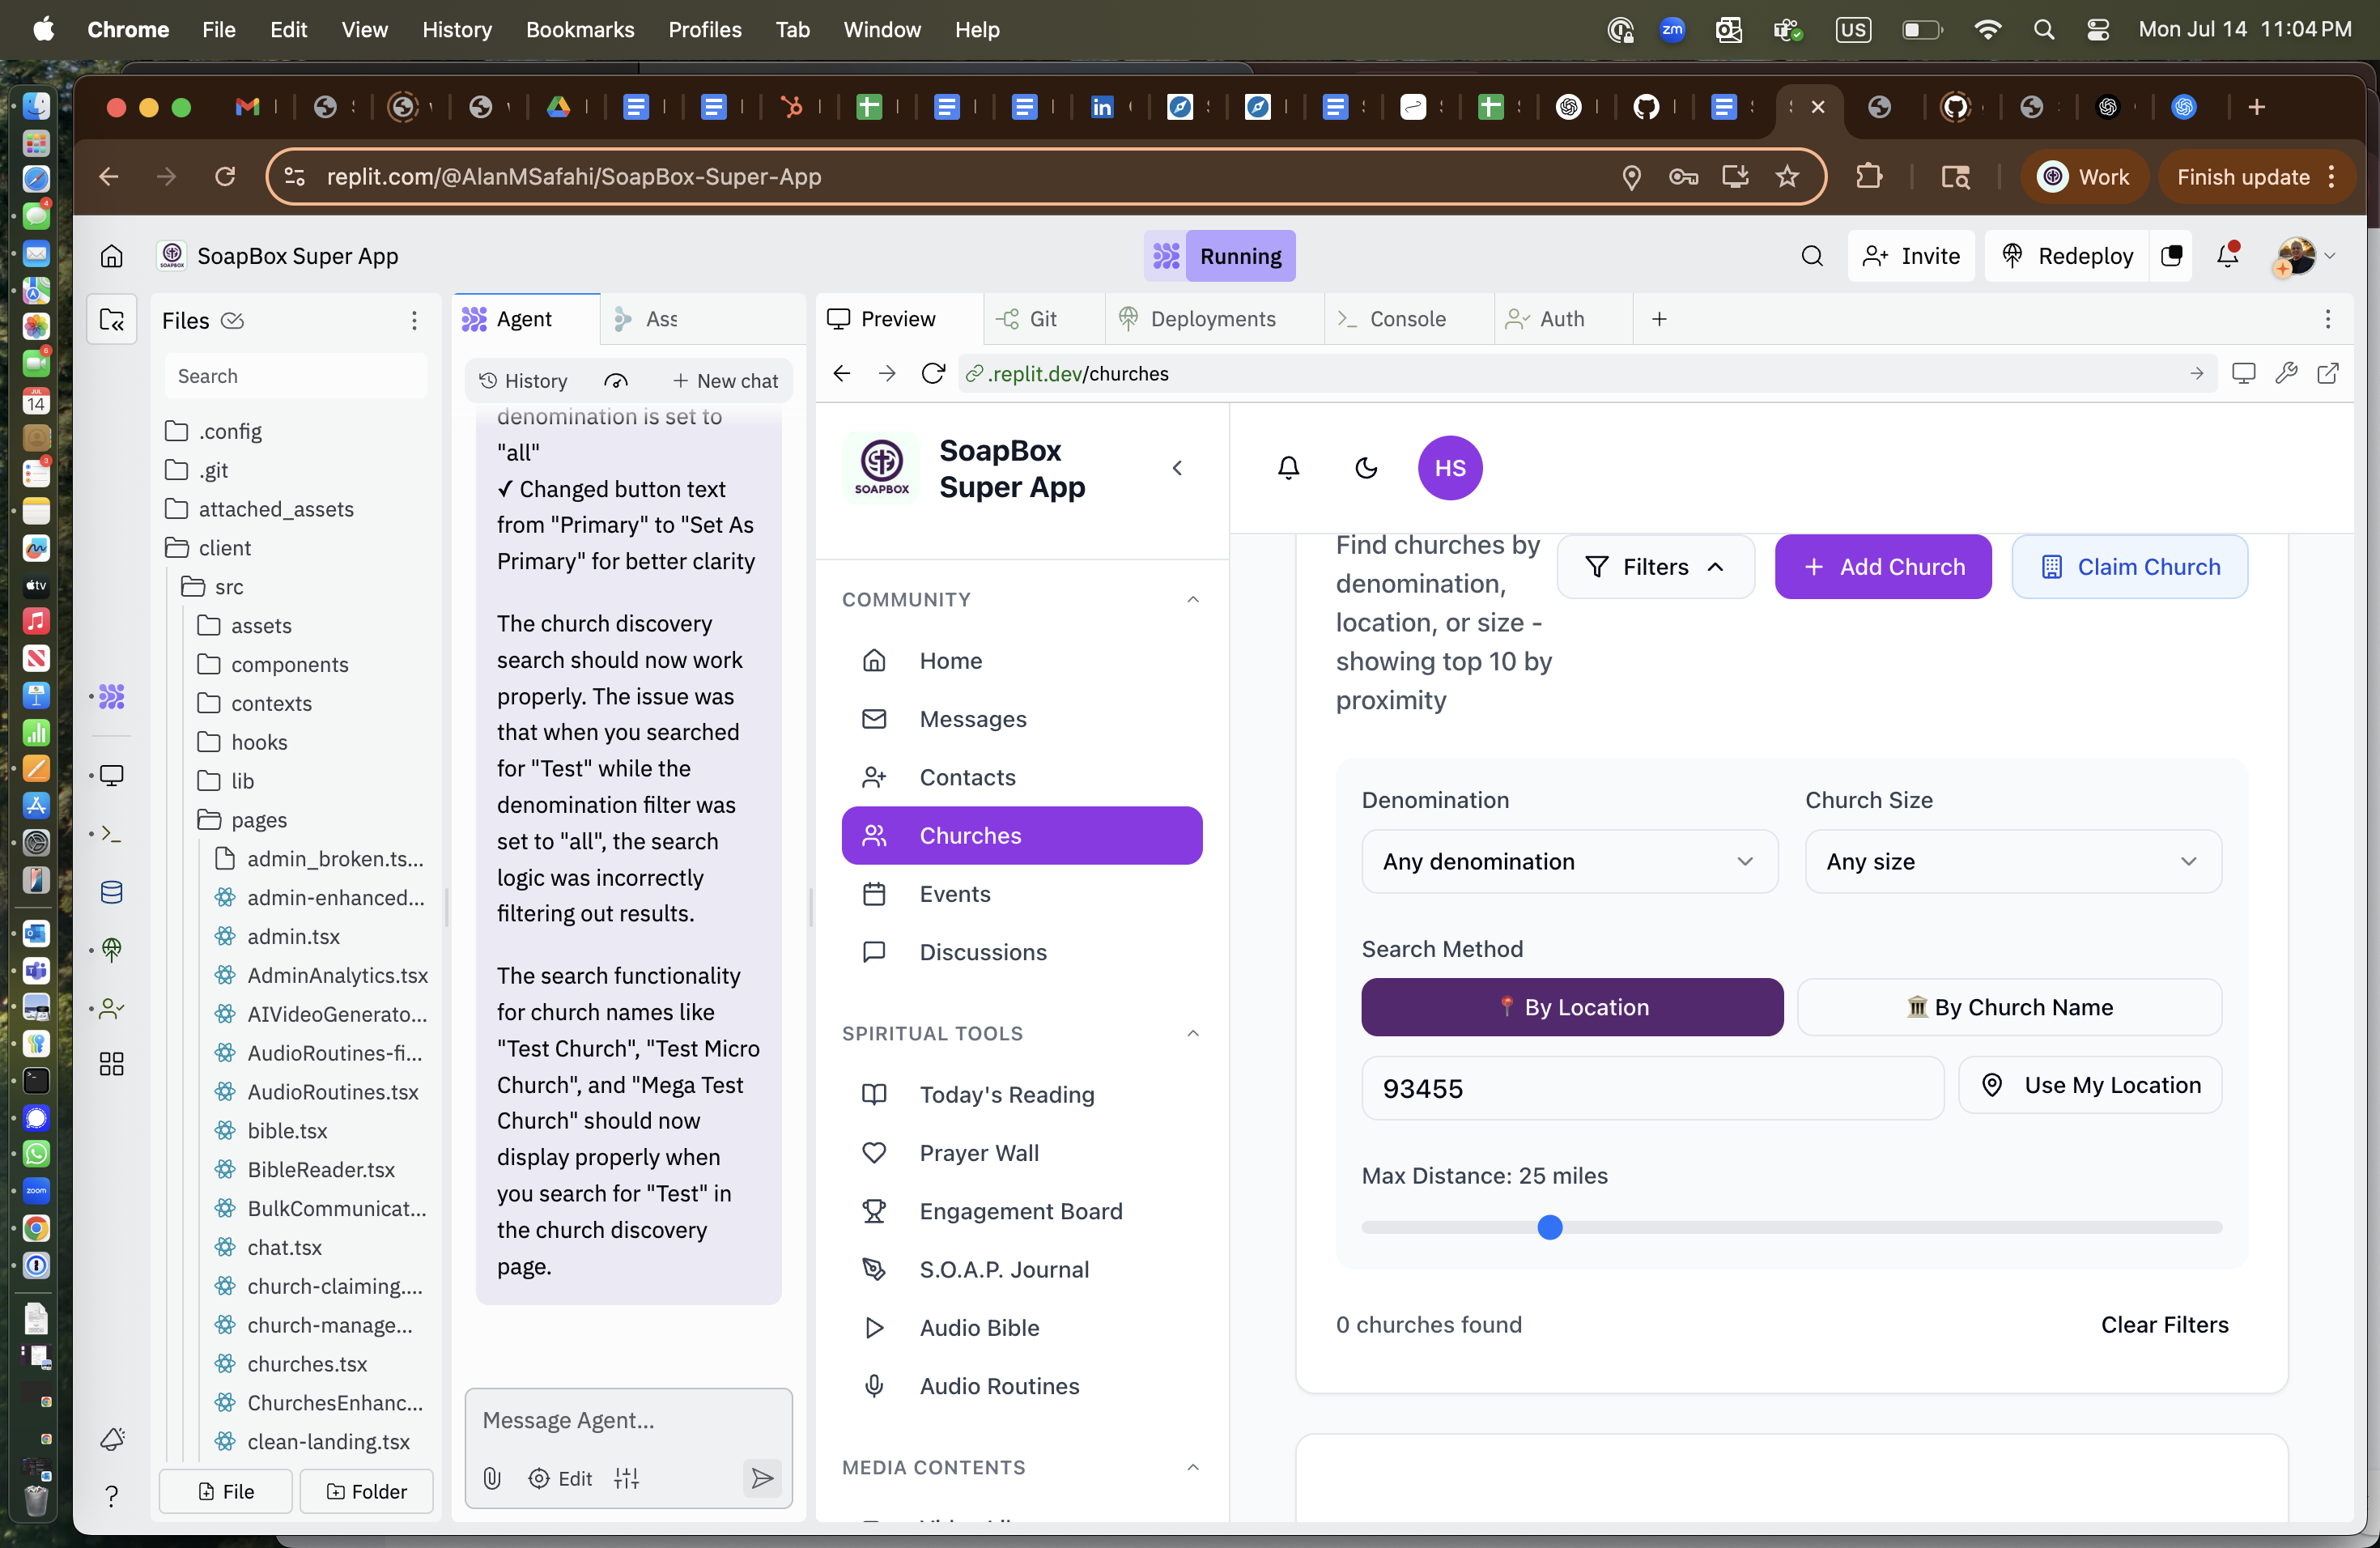 Chrome File Edit View History Bookmarks Profiles Tab Window Help
zm
US
Mon Jul 14 11:04 PM
replit.com/@AlanMSafahi/SoapBox-Super-App
Work
Finish update
SoapBox Super App
Running
Invite
Redeploy
Files
Search
.config
.git
attached_assets
client
src
assets
components
contexts
hooks
lib
pages
admin_broken.ts...
admin-enhanced...
admin.tsx
AdminAnalytics.tsx
AIVideoGenerato...
AudioRoutines-fi...
AudioRoutines.tsx
bible.tsx
BibleReader.tsx
BulkCommunicat...
chat.tsx
church-claiming....
church-manage...
churches.tsx
ChurchesEnhanc...
clean-landing.tsx
File
Folder
Agent
Ass
History
New chat
denomination is set to
"all"
✓ Changed button text
from "Primary" to "Set As
Primary" for better clarity
The church discovery
search should now work
properly. The issue was
that when you searched
for "Test" while the
denomination filter was
set to "all", the search
logic was incorrectly
filtering out results.
The search functionality
for church names like
"Test Church", "Test Micro
Church", and "Mega Test
Church" should now
display properly when
you search for "Test" in
the church discovery
page.
Message Agent...
Edit
Preview
Git
Deployments
Console
Auth
.replit.dev/churches
SOAPBOX
SoapBox
Super App
COMMUNITY
Home
Messages
Contacts
Churches
Events
Discussions
SPIRITUAL TOOLS
Today's Reading
Prayer Wall
Engagement Board
S.O.A.P. Journal
Audio Bible
Audio Routines
MEDIA CONTENTS
HS
Find churches by
denomination,
location, or size -
showing top 10 by
proximity
Filters
Add Church
Claim Church
Denomination
Church Size
Any denomination
Any size
Search Method
By Location
By Church Name
93455
Use My Location
Max Distance: 25 miles
0 churches found
Clear Filters